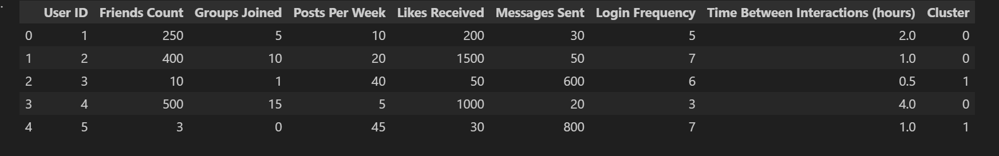 User ID Friends Count Groups Joined Posts Per Week Likes Received Messages Sent Login Frequency Time Between Interactions (hours) Cluster
0 1 250 5 10 200 30 5 2.0 0
1 2 400 10 20 1500 50 7 1.0 0
2 3 10 1 40 50 600 6 0.5 1
3 4 500 15 5 1000 20 3 4.0 0
4 5 3 0 45 30 800 7 1.0 1